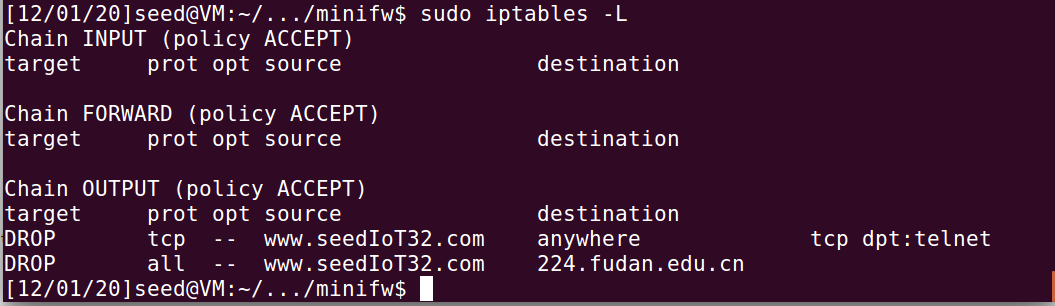 [12/01/20]seed@VM:~/.../minifw$ sudo iptables -L
Chain INPUT (policy ACCEPT)
target     prot opt source               destination
Chain FORWARD (policy ACCEPT)
target     prot opt source               destination
Chain OUTPUT (policy ACCEPT)
target     prot opt source               destination
DROP       tcp  --  www.seedIoT32.com    anywhere             tcp dpt:telnet
DROP       all  --  www.seedIoT32.com    224.fudan.edu.cn
[12/01/20]seed@VM:~/.../minifw$